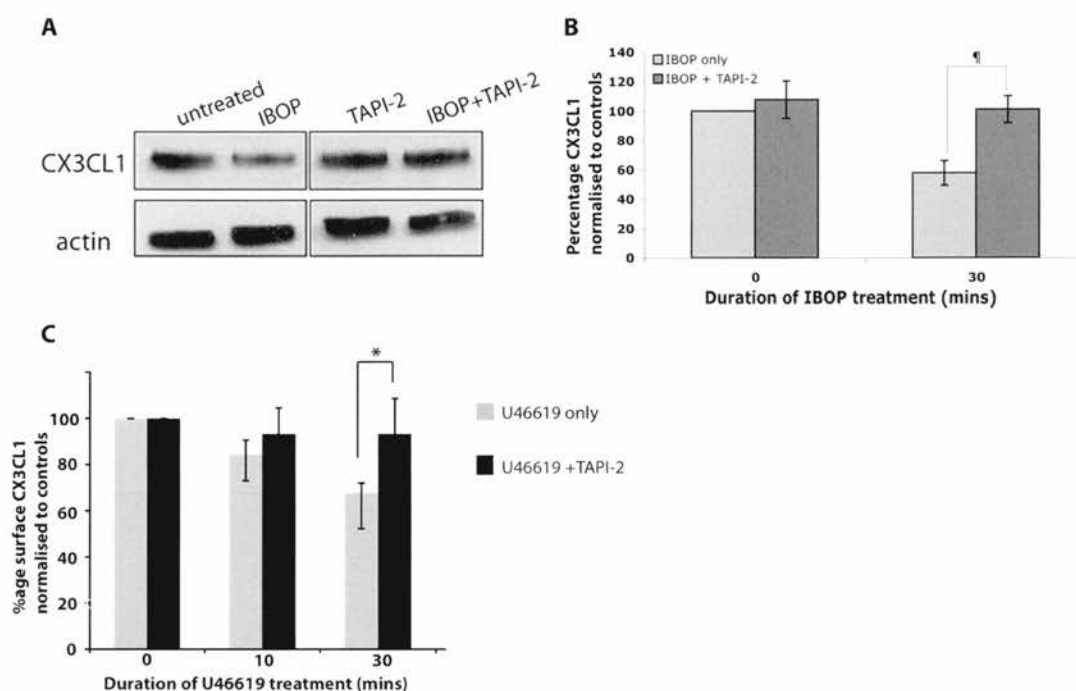 A
untreated IBOP TAPI-2 IBOP+TAPI-2
CX3CL1
actin
B
Percentage CX3CL1
normalised to controls
140
120
100
80
60
40
20
0
IBOP only
IBOP + TAPI-2
¶
0 30
Duration of IBOP treatment (mins)
C
%age surface CX3CL1
normalised to controls
100
80
60
40
20
0
*
U46619 only
U46619 +TAPI-2
0 10 30
Duration of U46619 treatment (mins)